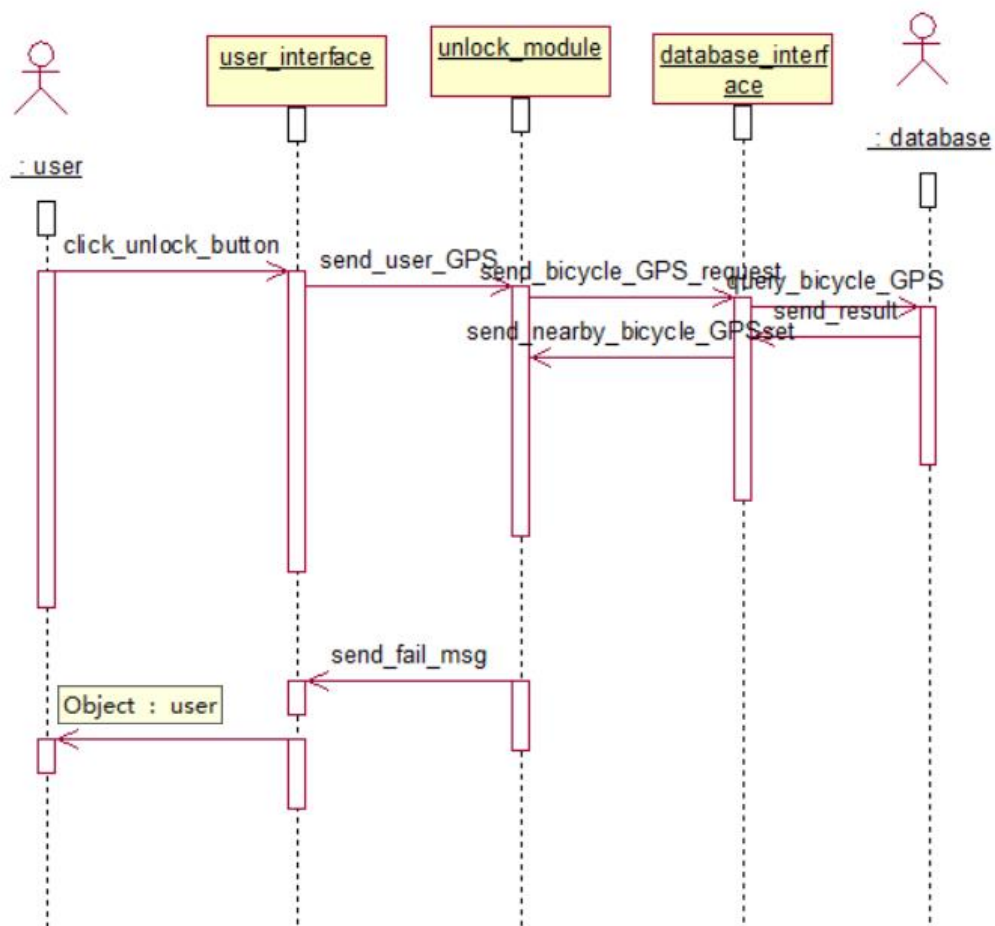 user_interface
unlock_module
database_interf
ace
: user
: database
click_unlock_button
send_user_GPS
send_bicycle_GPS_request
query_bicycle_GPS
send_result
send_nearby_bicycle_GPSset
send_fail_msg
Object : user